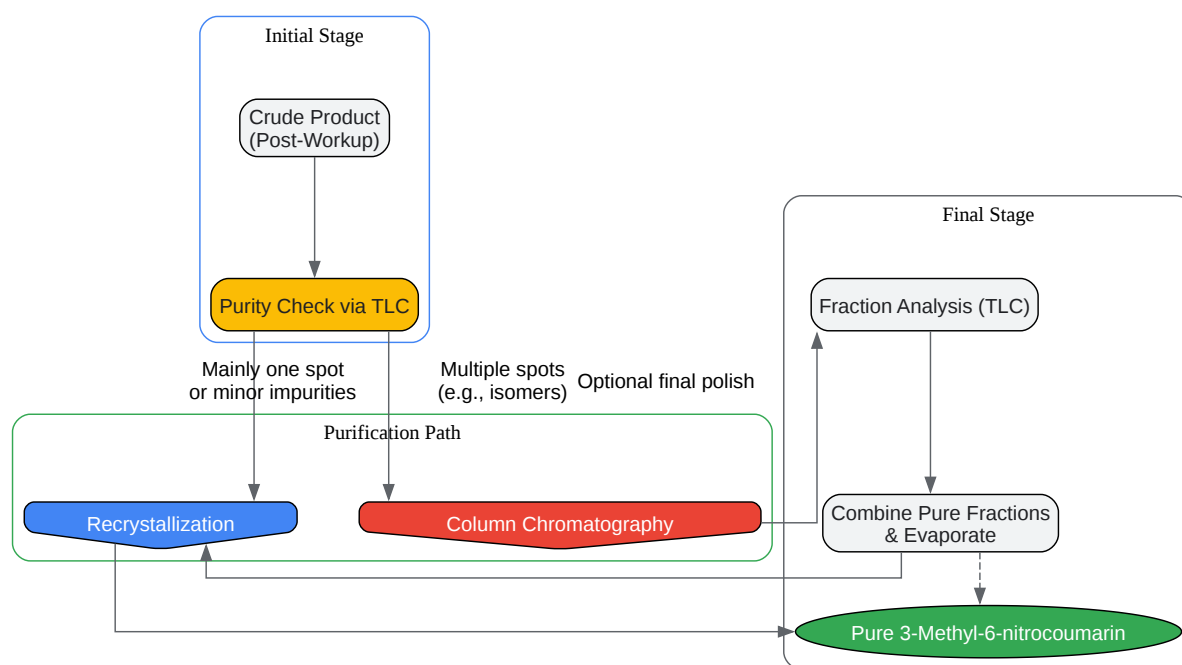 Initial Stage
Crude Product
(Post-Workup)
Purity Check via TLC
Mainly one spot
or minor impurities
Multiple spots
(e.g., isomers)
Optional final polish
Purification Path
Recrystallization
Column Chromatography
Final Stage
Fraction Analysis (TLC)
Combine Pure Fractions
& Evaporate
Pure 3-Methyl-6-nitrocoumarin